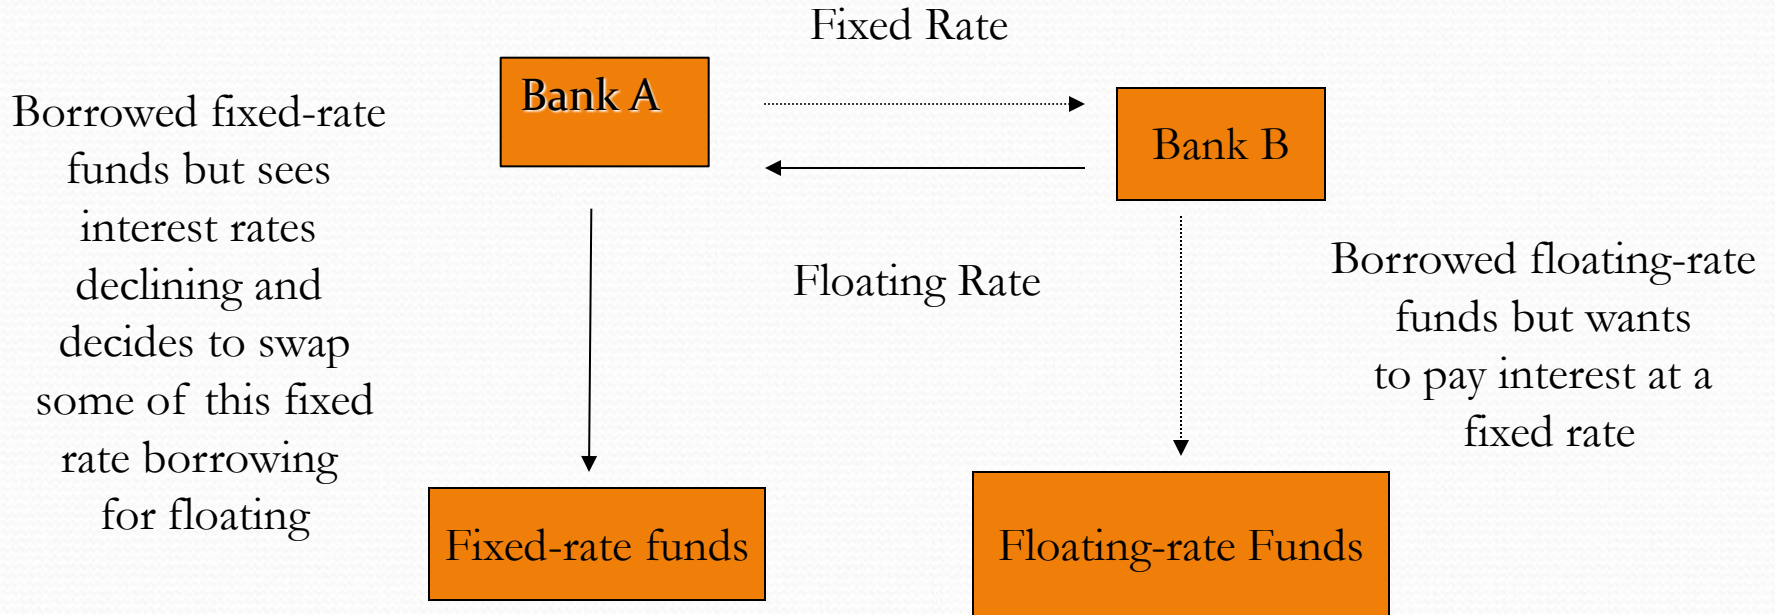 Fixed Rate
Bank A
Bank B
Borrowed fixed-rate
funds but sees
interest rates
declining and
decides to swap
some of this fixed
rate borrowing
for floating
Floating Rate
Borrowed floating-rate
funds but wants
to pay interest at a
fixed rate
Fixed-rate funds
Floating-rate Funds